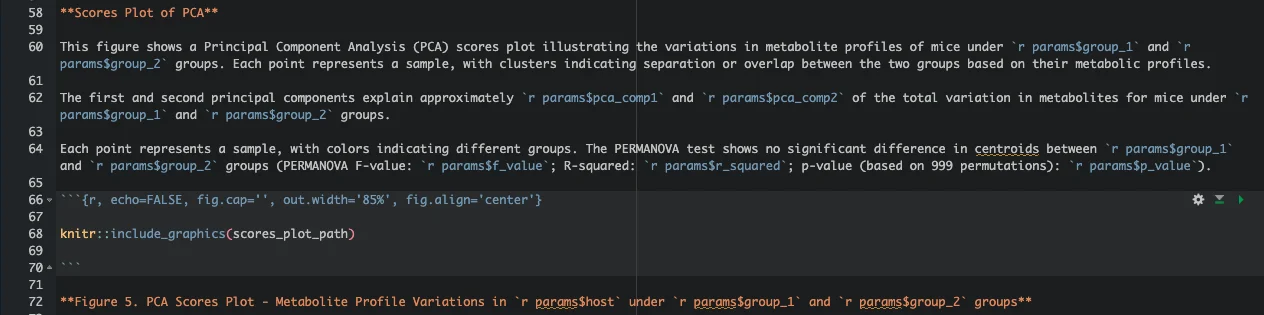 58 **Scores Plot of PCA**
59
60 This figure shows a Principal Component Analysis (PCA) scores plot illustrating the variations in metabolite profiles of mice under `r params$group_1` and `r
params$group_2` groups. Each point represents a sample, with clusters indicating separation or overlap between the two groups based on their metabolic profiles.
61
62 The first and second principal components explain approximately `r params$pca_comp1` and `r params$pca_comp2` of the total variation in metabolites for mice under `r
params$group_1` and `r params$group_2` groups.
63
64 Each point represents a sample, with colors indicating different groups. The PERMANOVA test shows no significant difference in centroids between `r params$group_1`
and `r params$group_2` groups (PERMANOVA F-value: `r params$f_value`; R-squared: `r params$r_squared`; p-value (based on 999 permutations): `r params$p_value`).
65
66 ```{r, echo=FALSE, fig.cap='', out.width='85%', fig.align='center'}
67
68 knitr::include_graphics(scores_plot_path)
69
70 ```
71
72 **Figure 5. PCA Scores Plot - Metabolite Profile Variations in `r params$host` under `r params$group_1` and `r params$group_2` groups**